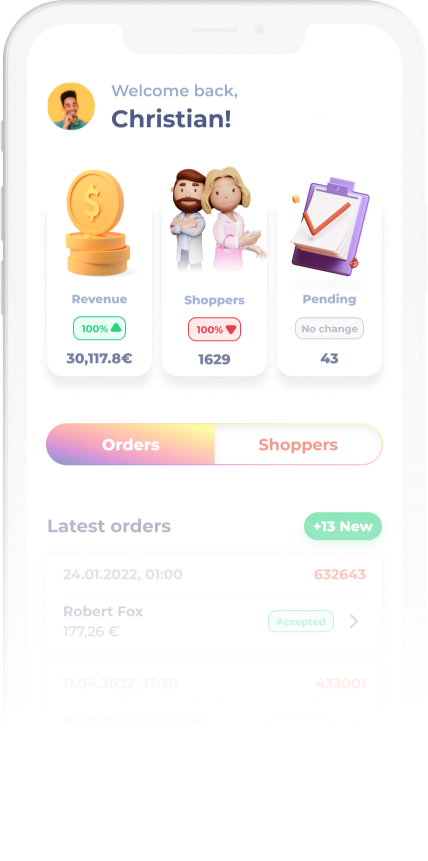 Welcome back,
Christian!
$
Revenue
Shoppers
Pending
100%
100%
No change
30,117.8€
1629
43
Orders
Shoppers
Latest orders
+13 New
24.01.2022, 01:00
632643
Robert Fox
177,26 €
Accepted
11.04.2022, 17:30
433001